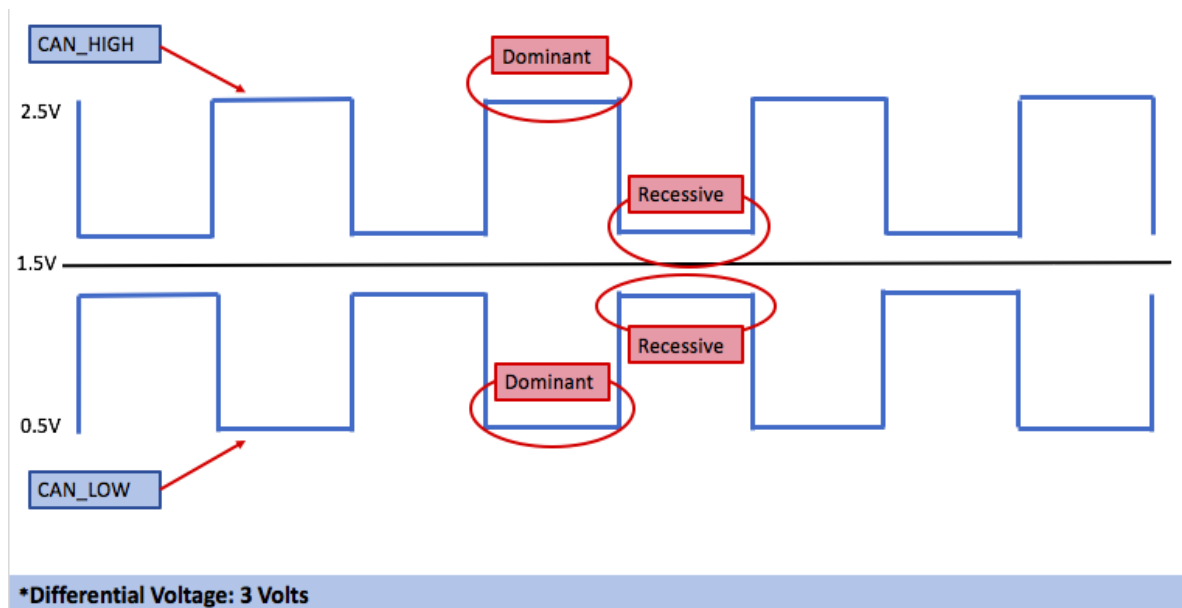 CAN_HIGH
Dominant
2.5V
Recessive
1.5V
Recessive
Dominant
0.5V
CAN_LOW
*Differential Voltage: 3 Volts